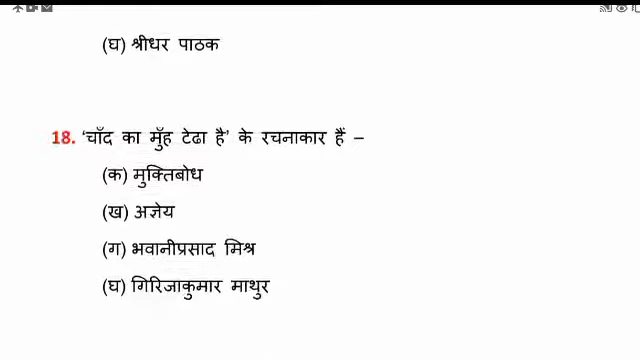 (घ) श्रीधर पाठक
18. 'चाँद का मुँह टेढा है' के रचनाकार हैं –
(क) मुक्तिबोध
(ख) अज्ञेय
(ग) भवानीप्रसाद मिश्र
(घ) गिरिजाकुमार माथुर